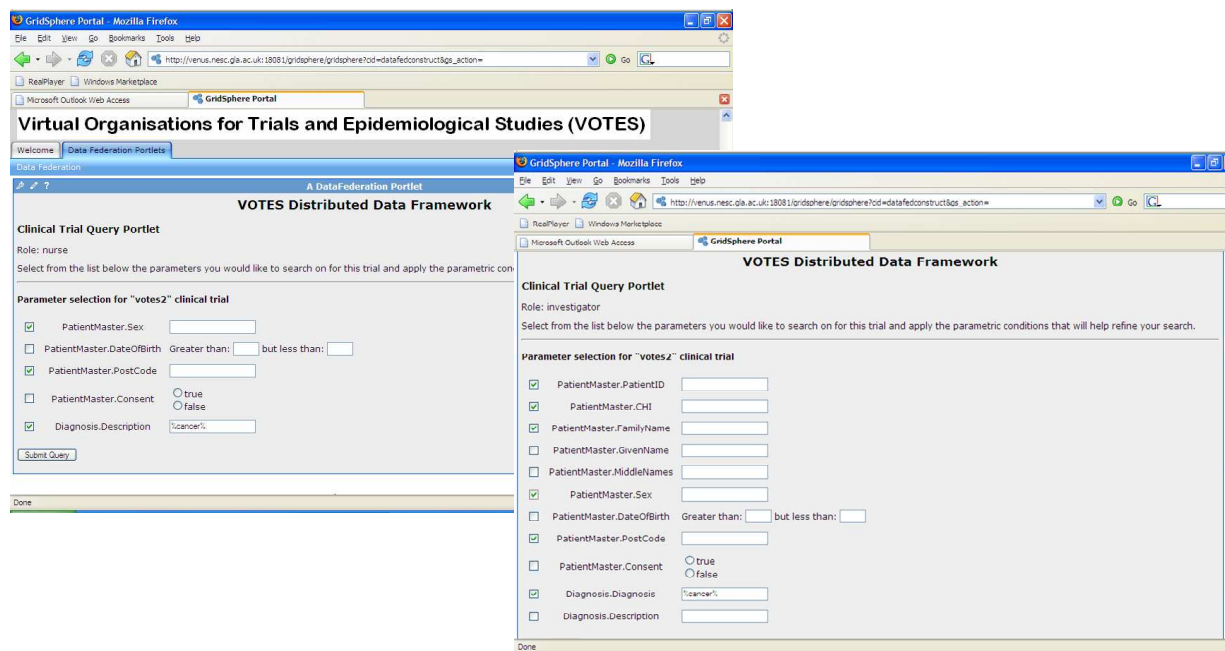 GridSphere Portal - Mozilla Firefox
File Edit View Go Bookmarks Tools Help
http://venus.nesc.gla.ac.uk:18081/gridsphere/gridsphere?cid=datafedconstruct&gs_action=
Go G
RealPlayer Windows Marketplace
Microsoft Outlook Web Access GridSphere Portal
Virtual Organisations for Trials and Epidemiological Studies (VOTES)
Welcome Data Federation Portlets
Data Federation
? A DataFederation Portlet
VOTES Distributed Data Framework
Clinical Trial Query Portlet
Role: nurse
Select from the list below the parameters you would like to search on for this trial and apply the parametric con
Parameter selection for "votes2" clinical trial
PatientMaster.Sex
PatientMaster.DateOfBirth Greater than: but less than:
PatientMaster.PostCode
PatientMaster.Consent true
false
Diagnosis.Description %cancer%
Submit Query
Done
GridSphere Portal - Mozilla Firefox
File Edit View Go Bookmarks Tools Help
http://venus.nesc.gla.ac.uk:18081/gridsphere/gridsphere?cid=datafedconstruct&gs_action=
Go G
RealPlayer Windows Marketplace
Microsoft Outlook Web Access GridSphere Portal
VOTES Distributed Data Framework
Clinical Trial Query Portlet
Role: investigator
Select from the list below the parameters you would like to search on for this trial and apply the parametric conditions that will help refine your search.
Parameter selection for "votes2" clinical trial
PatientMaster.PatientID
PatientMaster.CHI
PatientMaster.FamilyName
PatientMaster.GivenName
PatientMaster.MiddleNames
PatientMaster.Sex
PatientMaster.DateOfBirth Greater than: but less than:
PatientMaster.PostCode
PatientMaster.Consent true
false
Diagnosis.Diagnosis %cancer%
Diagnosis.Description
Done